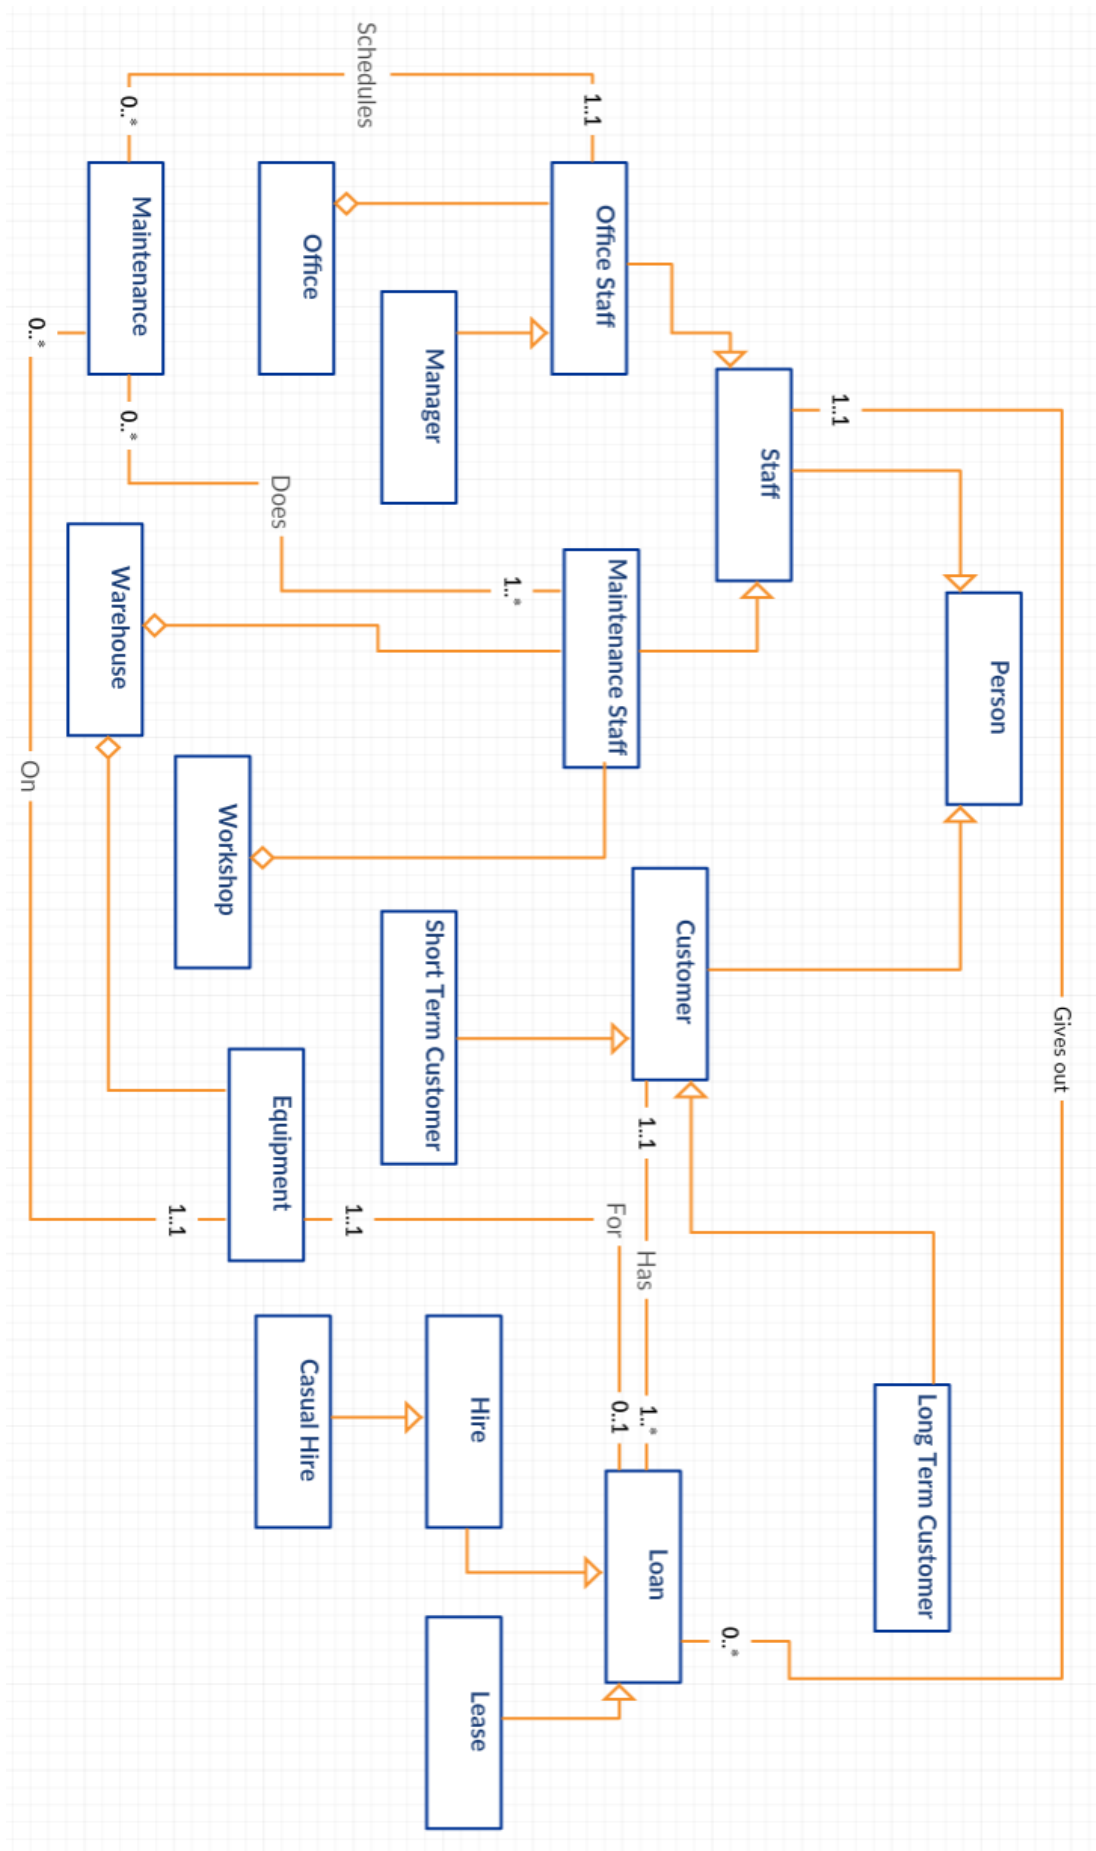 Gives out
Person
Long Term Customer
1..1
Staff
0..*
Customer
Loan
1..1
Has
1..*
For
0..1
Office Staff
Maintenance Staff
1..1
1..*
Hire
Lease
Manager
Short Term Customer
Schedules
1..1
Office
Casual Hire
Does
Equipment
Workshop
1..1
Maintenance
0..*
0..*
Warehouse
0..*
On